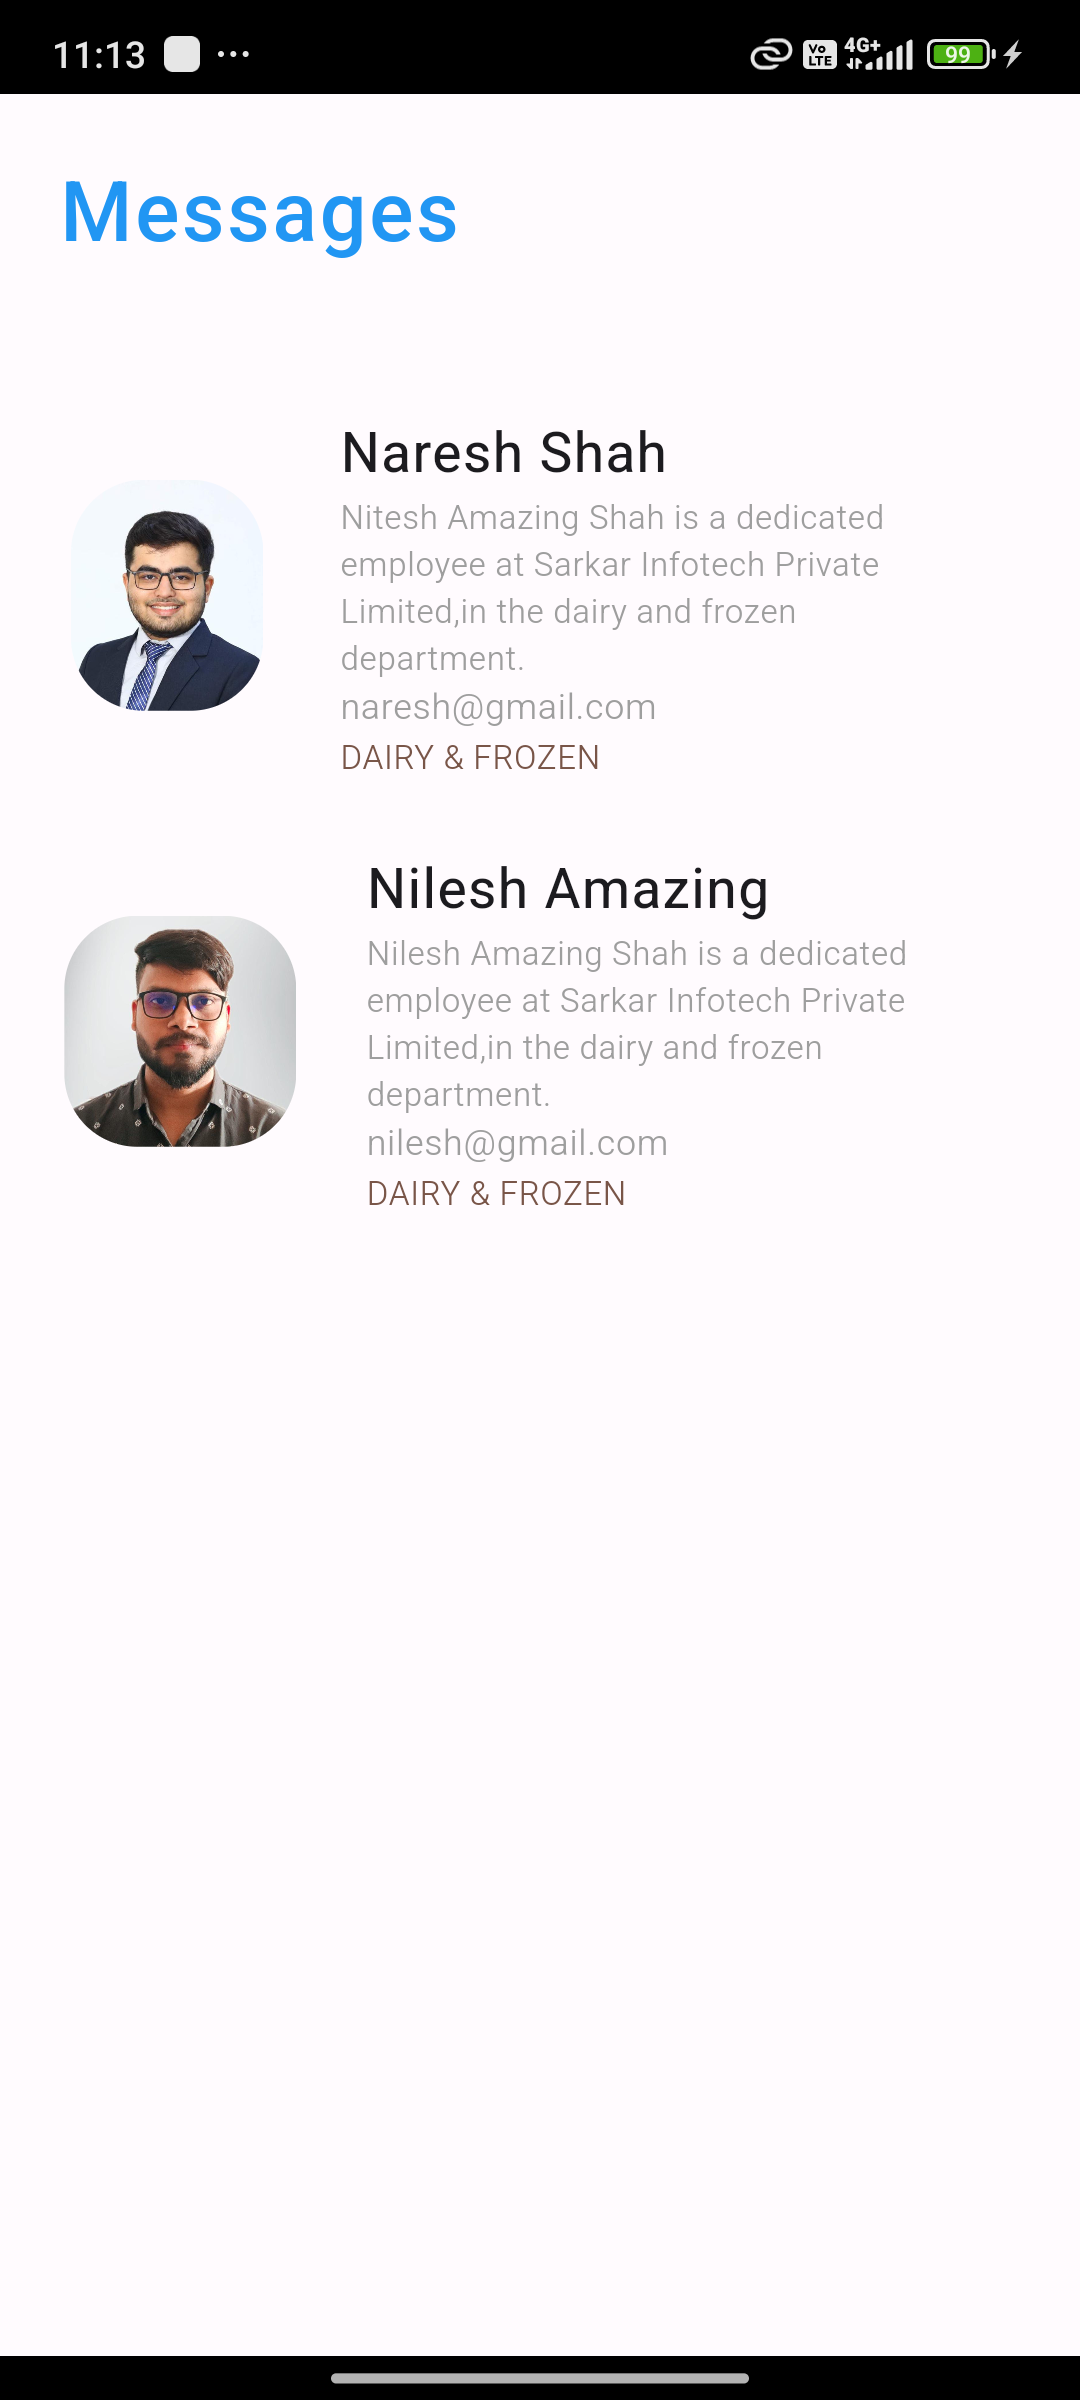 11:13
Vo
LTE
4G+
99
Messages
Naresh Shah
Nitesh Amazing Shah is a dedicated
employee at Sarkar Infotech Private
Limited,in the dairy and frozen
department.
naresh@gmail.com
DAIRY & FROZEN
Nilesh Amazing
Nilesh Amazing Shah is a dedicated
employee at Sarkar Infotech Private
Limited,in the dairy and frozen
department.
nilesh@gmail.com
DAIRY & FROZEN